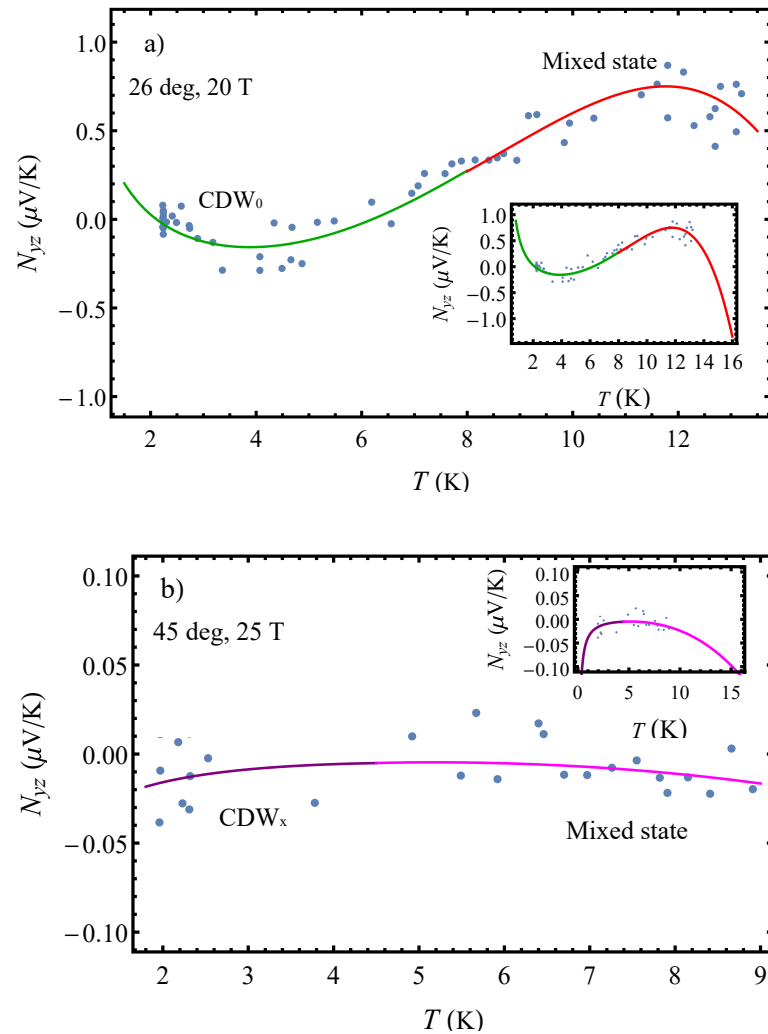 a)
26 deg, 20 T
Mixed state
CDW₀
N_yz (μV/K)
1.0
0.5
0.0
−0.5
−1.0
2 4 6 8 10 12
T (K)
N_yz (μV/K)
1.0
0.5
0.0
−0.5
−1.0
2 4 6 8 10 12 14 16
T (K)
b)
45 deg, 25 T
CDWₓ
Mixed state
N_yz (μV/K)
0.10
0.05
0.00
−0.05
−0.10
2 3 4 5 6 7 8 9
T (K)
N_yz (μV/K)
0.10
0.05
0.00
−0.05
−0.10
0 5 10 15
T (K)